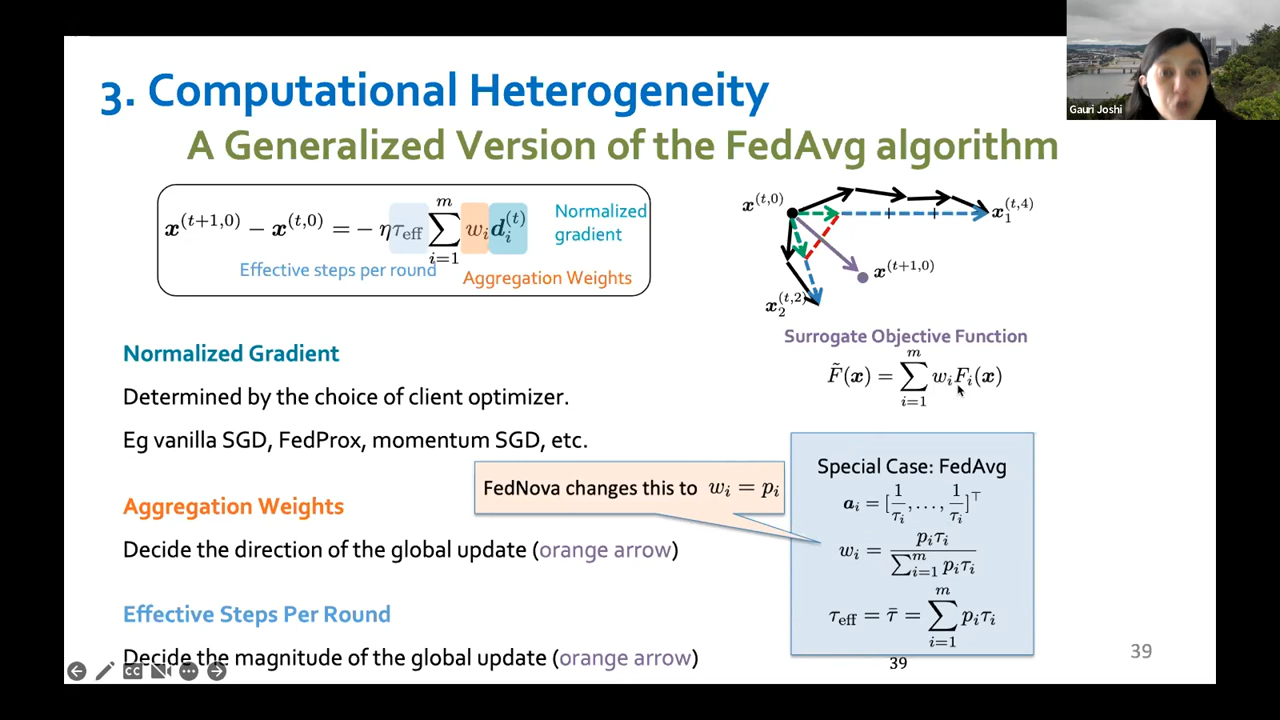 Gauri Joshi
3. Computational Heterogeneity
A Generalized Version of the FedAvg algorithm
x^(t+1,0) − x^(t,0) = − ητ_eff ∑_{i=1}^{m} w_i d_i^(t)
Normalized
gradient
Effective steps per round
Aggregation Weights
x^(t,0)
x_1^(t,4)
x^(t+1,0)
x_2^(t,2)
Surrogate Objective Function
F̃(x) = ∑_{i=1}^{m} w_i F_i(x)
Normalized Gradient
Determined by the choice of client optimizer.
Eg vanilla SGD, FedProx, momentum SGD, etc.
FedNova changes this to w_i = p_i
Aggregation Weights
Decide the direction of the global update (orange arrow)
Effective Steps Per Round
Decide the magnitude of the global update (orange arrow)
Special Case: FedAvg
a_i = [1/τ_i, . . . , 1/τ_i]^⊤
w_i = p_i τ_i / ∑_{i=1}^{m} p_i τ_i
τ_eff = τ̄ = ∑_{i=1}^{m} p_i τ_i
39
39
CC